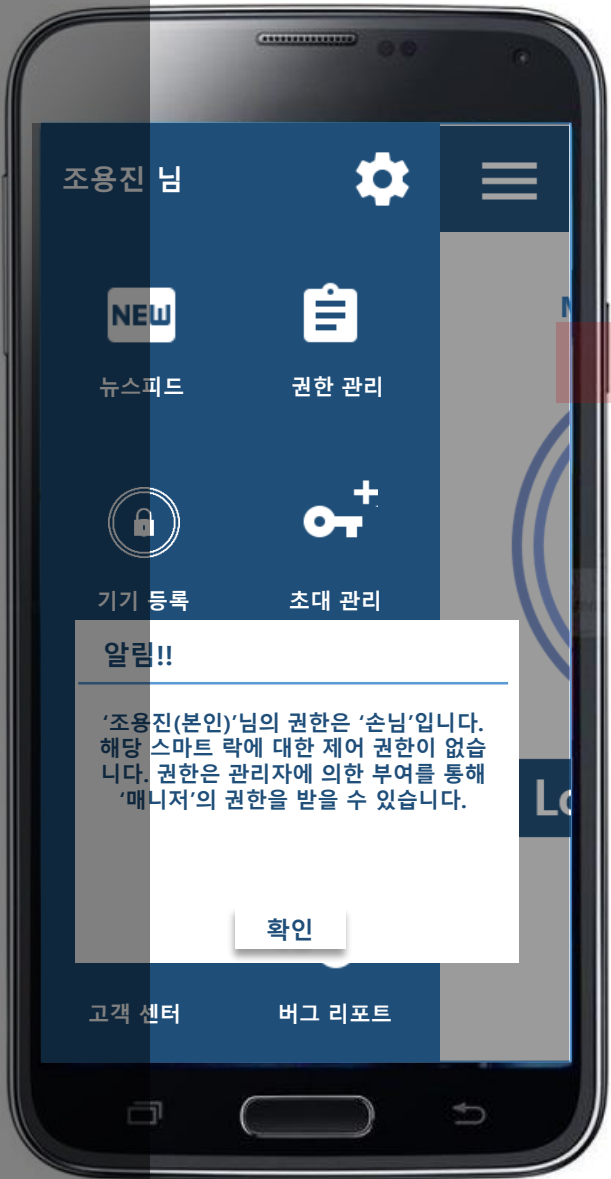 조용진 님
NEW
뉴스피드
권한 관리
기기 등록
초대 관리
알림!!
‘조용진(본인)’님의 권한은 ‘손님’입니다.
해당 스마트 락에 대한 제어 권한이 없습
니다. 권한은 관리자에 의한 부여를 통해
‘매니저’의 권한을 받을 수 있습니다.
확인
고객 센터
버그 리포트